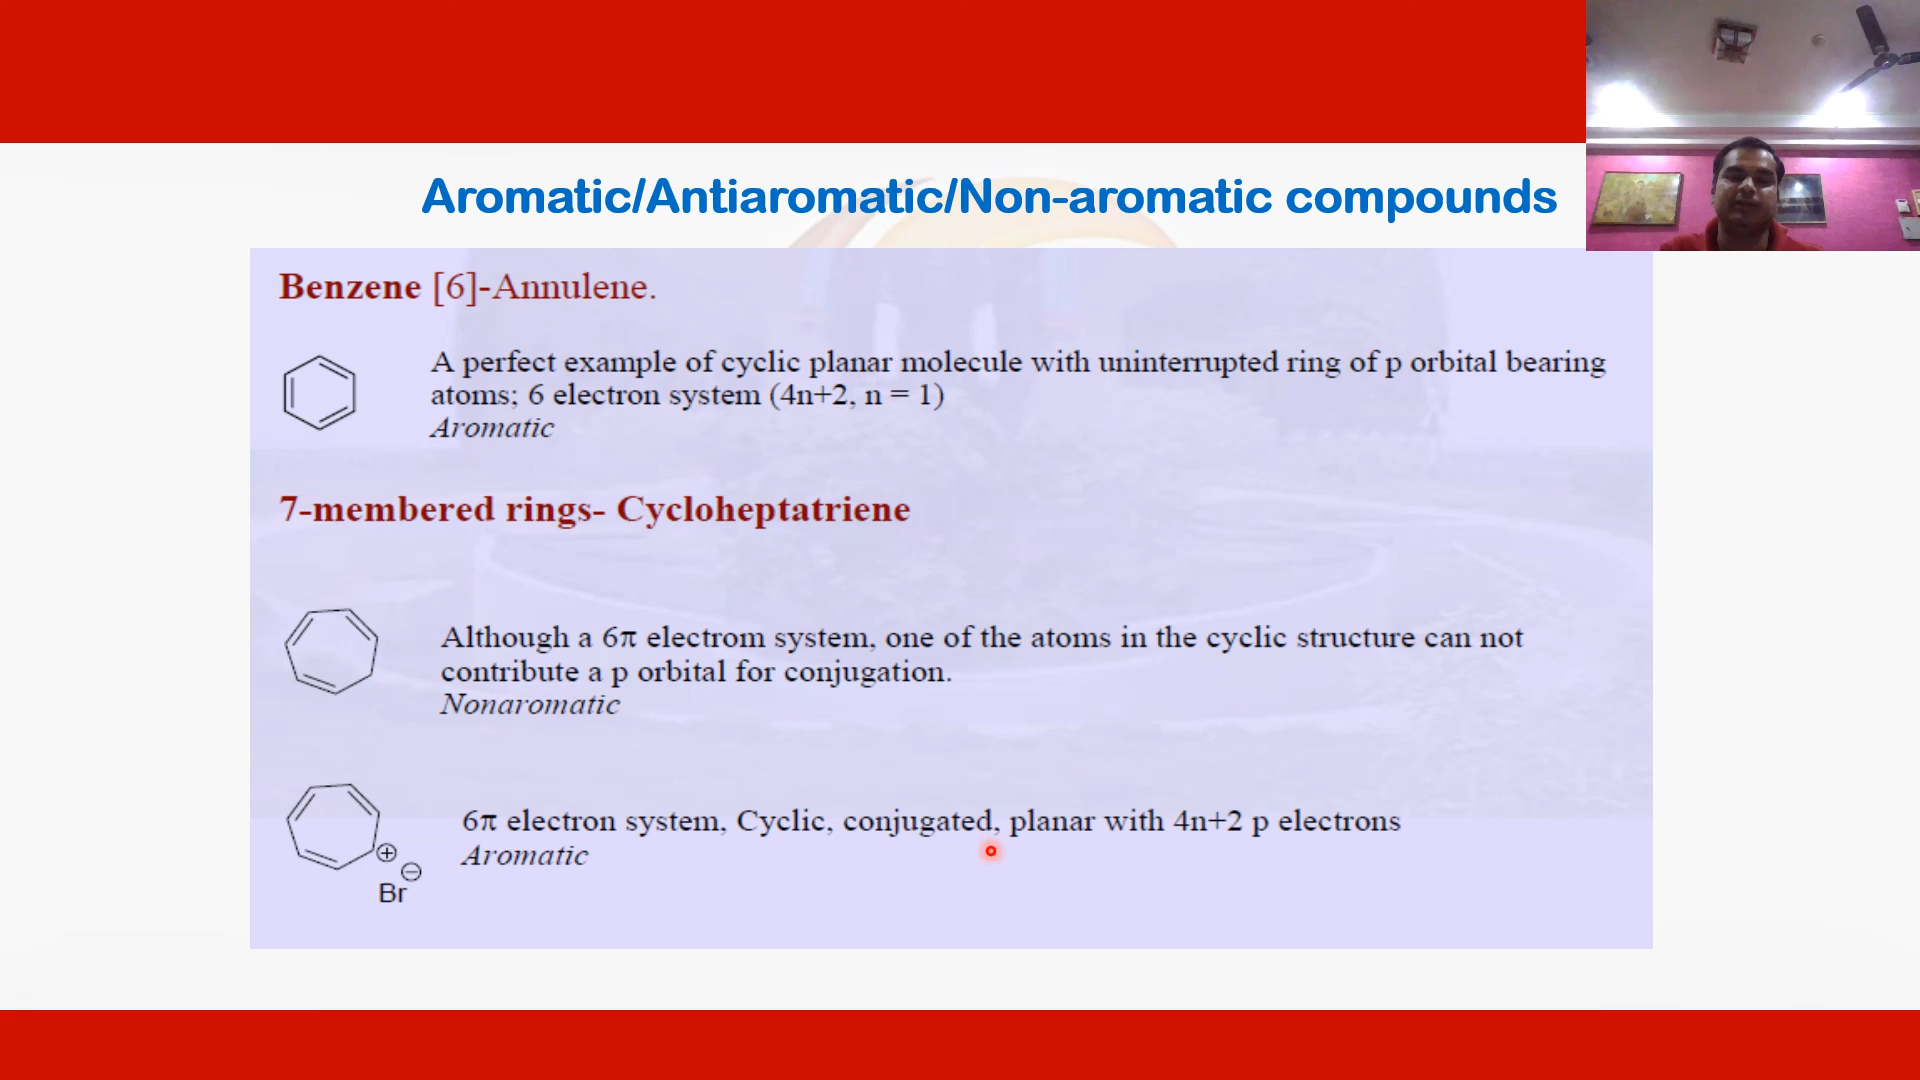 Aromatic/Antiaromatic/Non-aromatic compounds
Benzene [6]-Annulene.
A perfect example of cyclic planar molecule with uninterrupted ring of p orbital bearing
atoms; 6 electron system (4n+2, n = 1)
Aromatic
7-membered rings- Cycloheptatriene
Although a 6π electrom system, one of the atoms in the cyclic structure can not
contribute a p orbital for conjugation.
Nonaromatic
6π electron system, Cyclic, conjugated, planar with 4n+2 p electrons
Aromatic
⊕
⊖
Br